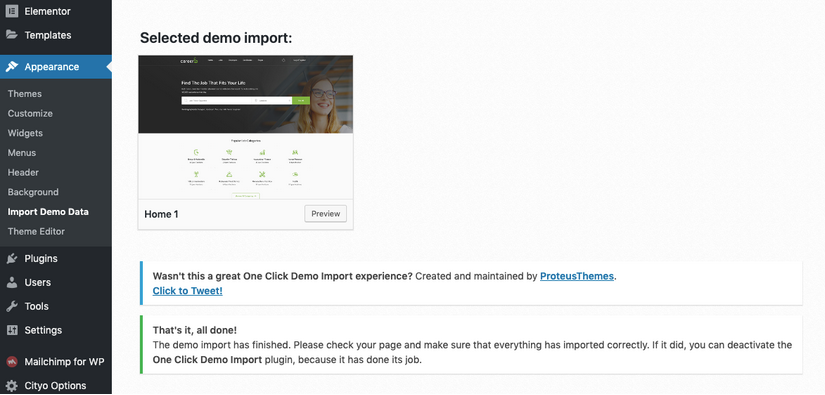 Elementor
Templates
Appearance
Themes
Customize
Widgets
Menus
Header
Background
Import Demo Data
Theme Editor
Plugins
Users
Tools
Settings
Mailchimp for WP
Cityo Options
Selected demo import:
Find The Job That Fits Your Life
Home 1
Preview
Wasn't this a great One Click Demo Import experience? Created and maintained by ProteusThemes.
Click to Tweet!
That's it, all done!
The demo import has finished. Please check your page and make sure that everything has imported correctly. If it did, you can deactivate the
One Click Demo Import plugin, because it has done its job.